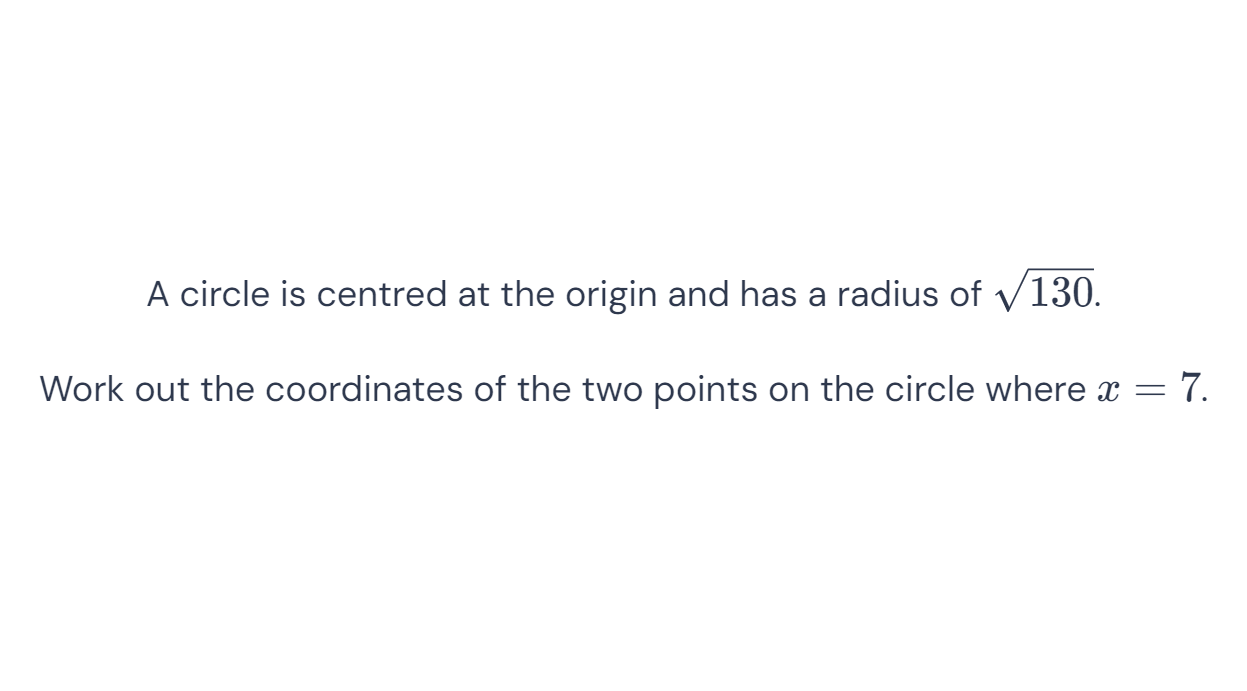 A circle is centred at the origin and has a radius of √130.
Work out the coordinates of the two points on the circle where x = 7.